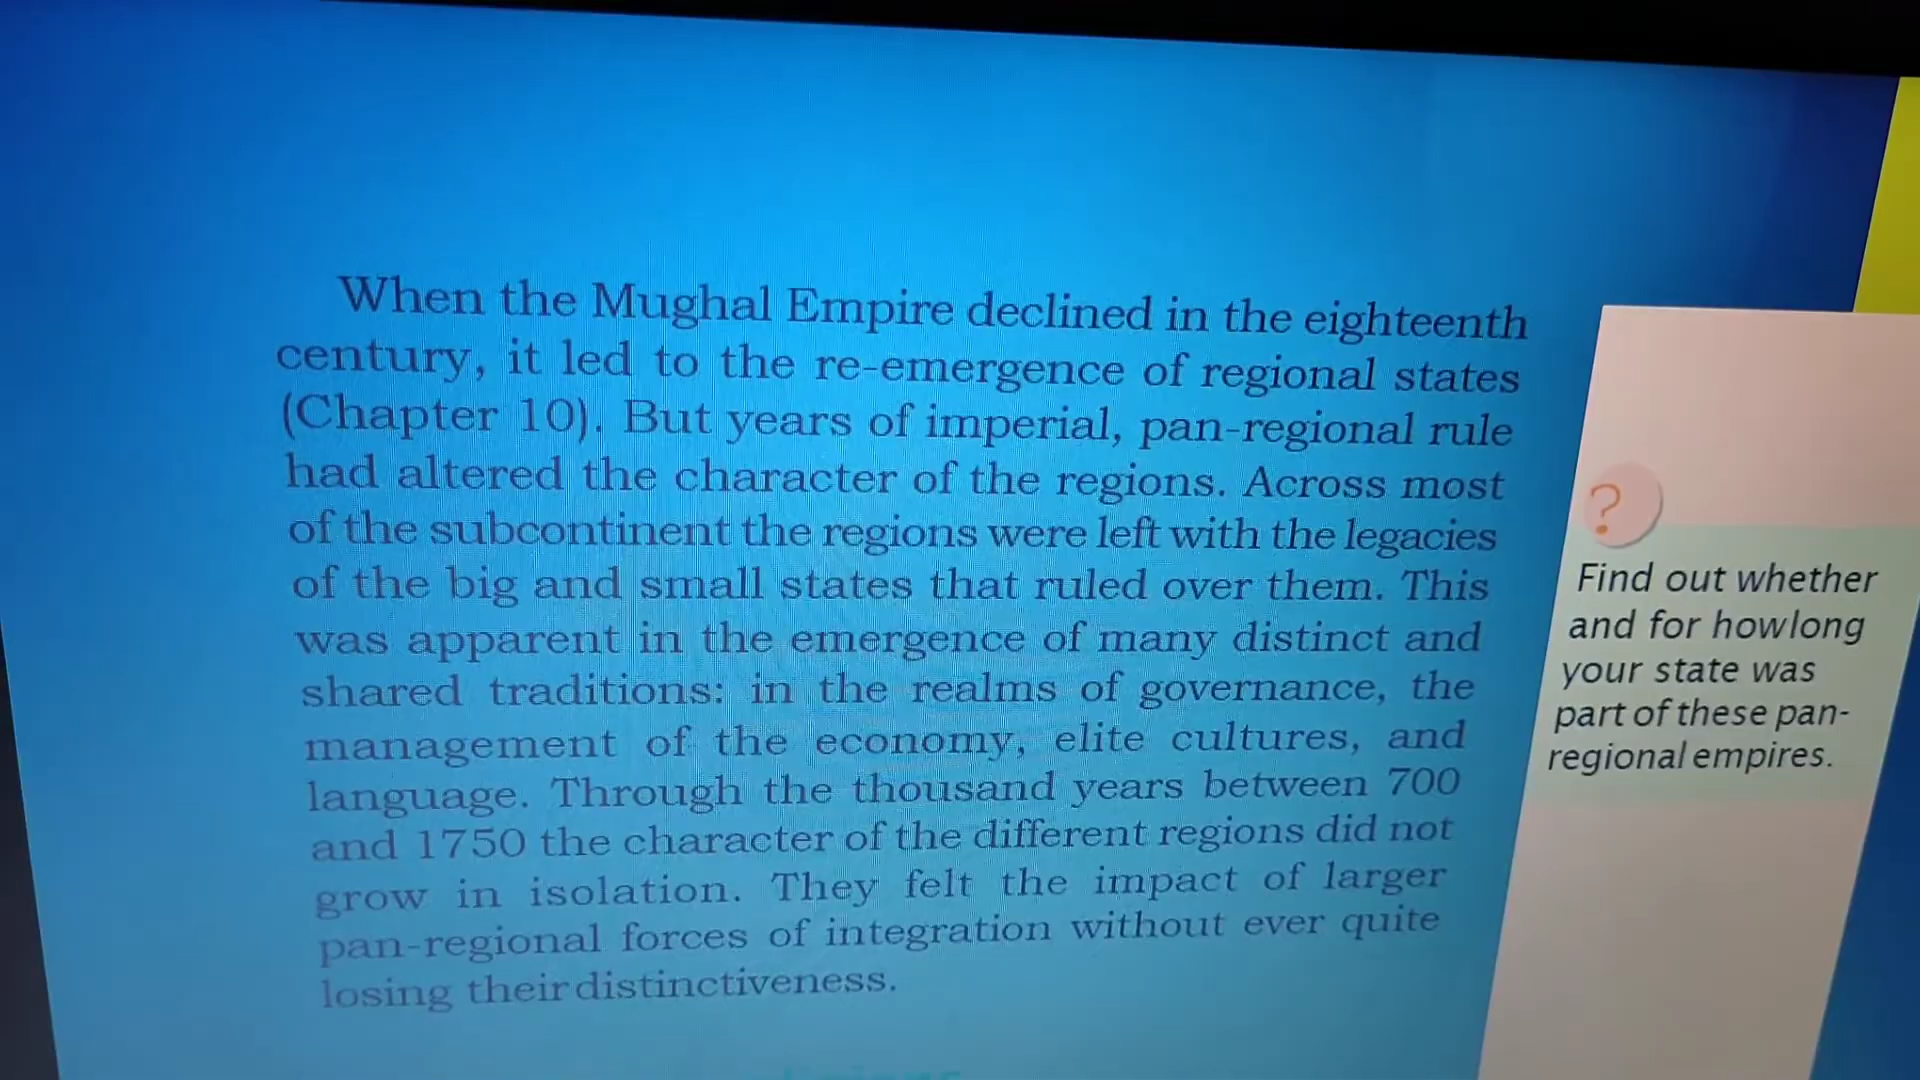 When the Mughal Empire declined in the eighteenth
century, it led to the re-emergence of regional states
(Chapter 10). But years of imperial, pan-regional rule
had altered the character of the regions. Across most
of the subcontinent the regions were left with the legacies
of the big and small states that ruled over them. This
was apparent in the emergence of many distinct and
shared traditions: in the realms of governance, the
management of the economy, elite cultures, and
language. Through the thousand years between 700
and 1750 the character of the different regions did not
grow in isolation. They felt the impact of larger
pan-regional forces of integration without ever quite
losing their distinctiveness.
?
Find out whether
and for how long
your state was
part of these pan-
regional empires.